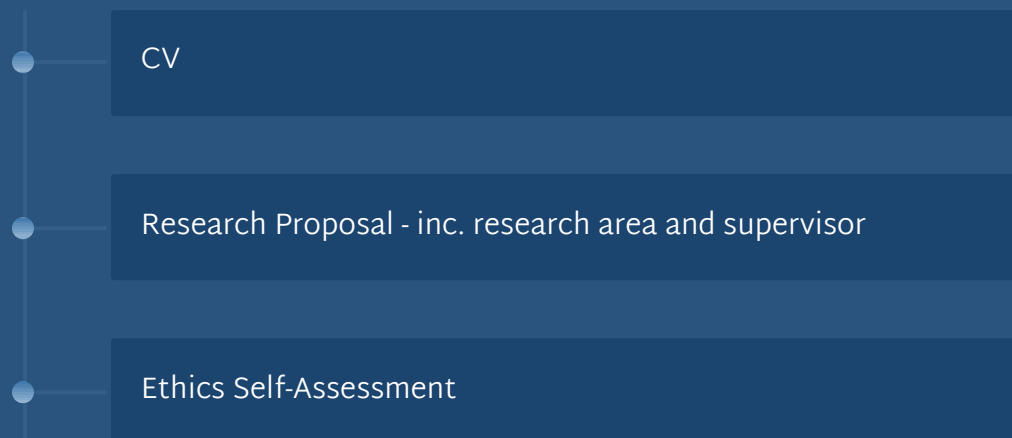 CV
Research Proposal - inc. research area and supervisor
Ethics Self-Assessment